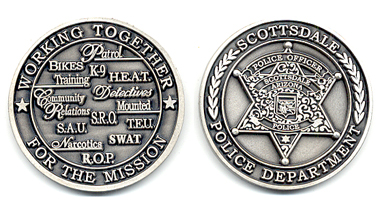 WORKING TOGETHER
Patrol
BIKES K-9
Training H.E.A.T.
Community Detectives
Relations Mounted
S.R.O.
S.A.U. T.E.U.
Narcotics SWAT
R.O.P.
FOR THE MISSION
SCOTTSDALE
POLICE OFFICER
SCOTTSDALE
ARIZONA
POLICE
POLICE DEPARTMENT